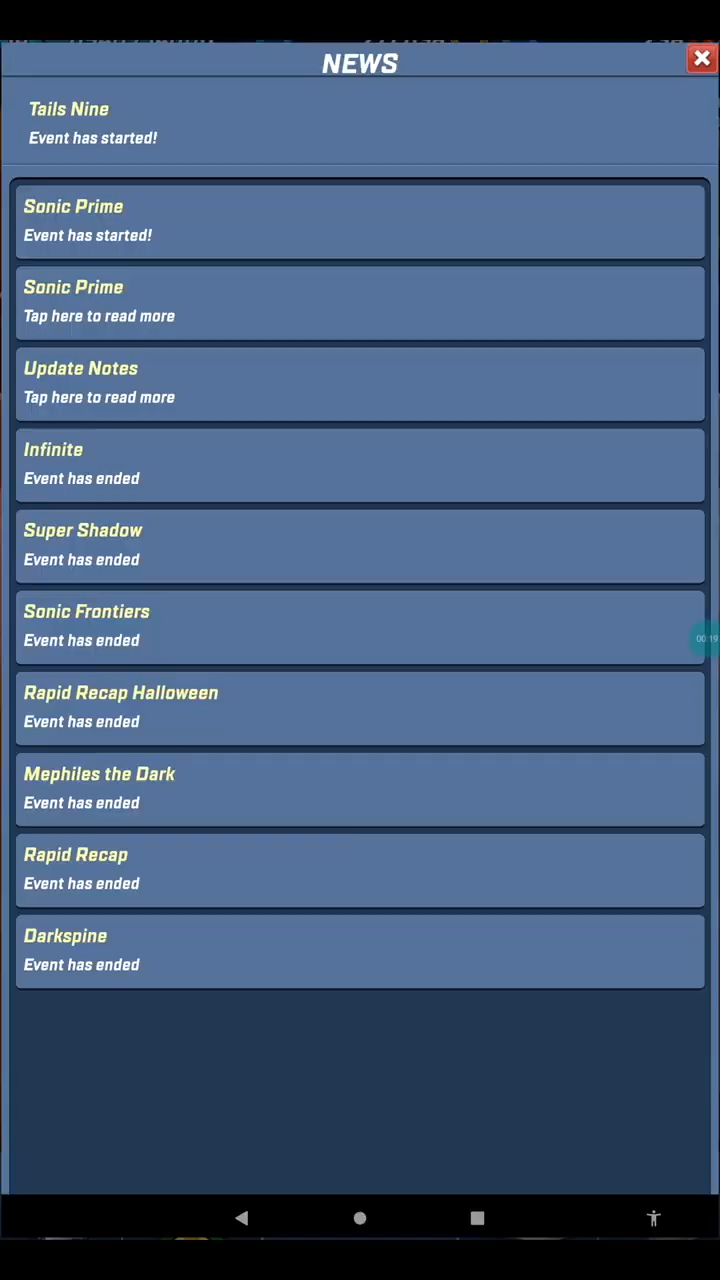 NEWS
Tails Nine
Event has started!
Sonic Prime
Event has started!
Sonic Prime
Tap here to read more
Update Notes
Tap here to read more
Infinite
Event has ended
Super Shadow
Event has ended
Sonic Frontiers
Event has ended
00:19
Rapid Recap Halloween
Event has ended
Mephiles the Dark
Event has ended
Rapid Recap
Event has ended
Darkspine
Event has ended